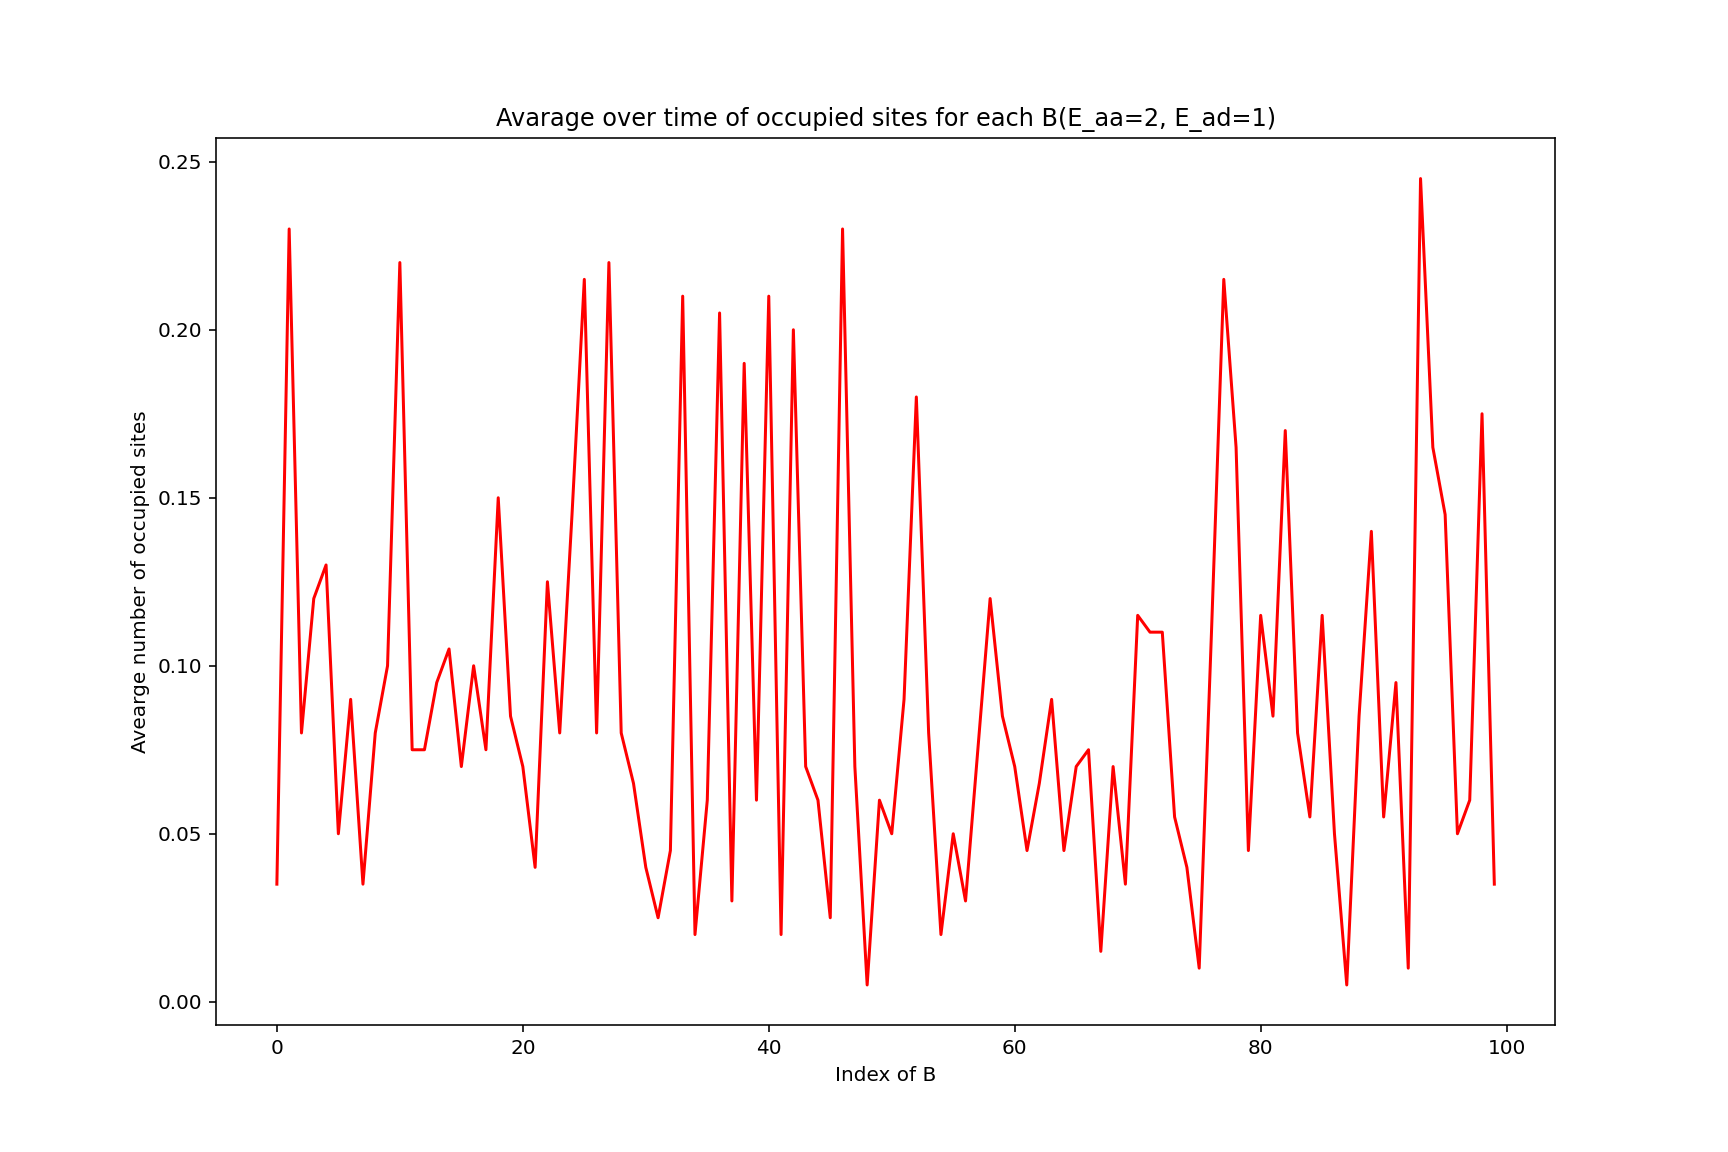 Avarage over time of occupied sites for each B(E_aa=2, E_ad=1)
0.25
0.20
0.15
0.10
0.05
0.00
Avearge number of occupied sites
0 20 40 60 80 100
Index of B